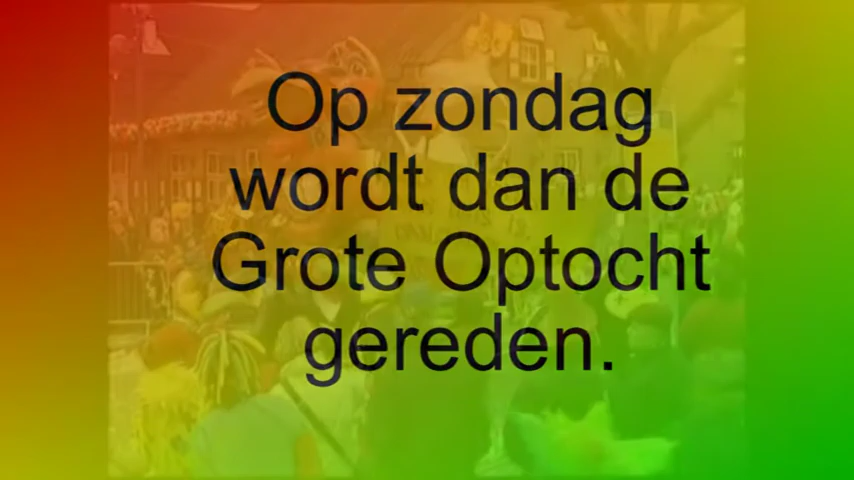 Op zondag
wordt dan de
Grote Optocht
gereden.